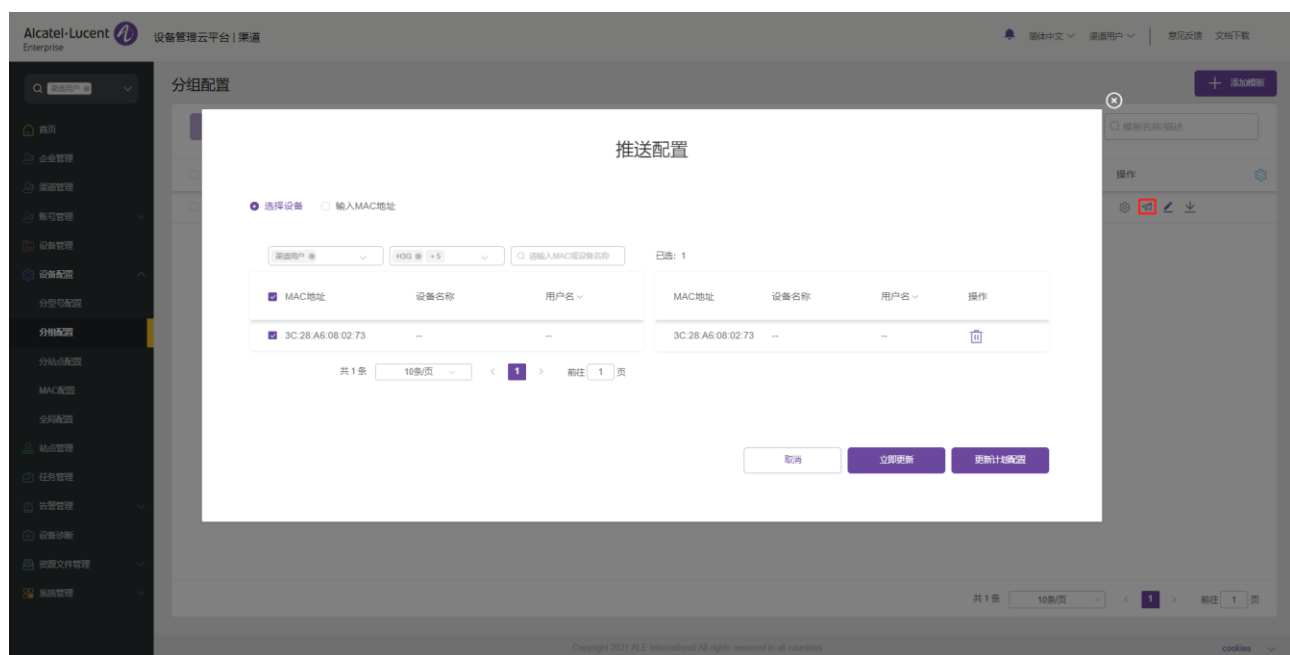 Alcatel·Lucent
Enterprise
设备管理云平台 | 渠道
简体中文 渠道用户 意见反馈 文档下载
渠道用户
分组配置
添加模板
首页
企业管理
渠道管理
账号管理
设备管理
设备配置
分型号配置
分组配置
分站点配置
MAC配置
全局配置
站点管理
任务管理
告警管理
设备诊断
资源文件管理
系统管理
模板名称/描述
操作
推送配置
选择设备 输入MAC地址
渠道用户 H3G + 5 请输入MAC或设备名称 已选: 1
MAC地址 设备名称 用户名 MAC地址 设备名称 用户名 操作
3C:28:A6:08:02:73 -- -- 3C:28:A6:08:02:73 -- --
共 1 条 10条/页 < 1 > 前往 1 页
取消 立即更新 更新计划配置
共 1 条 10条/页 < 1 > 前往 1 页
Copyright 2021 ALE International.All rights reserved in all countries.
cookies